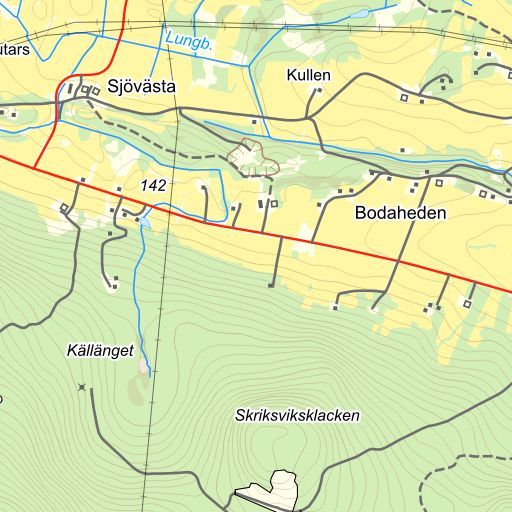 Lungb.
utars
Kullen
Sjövästa
142
Bodaheden
Källänget
Skriksviksklacken